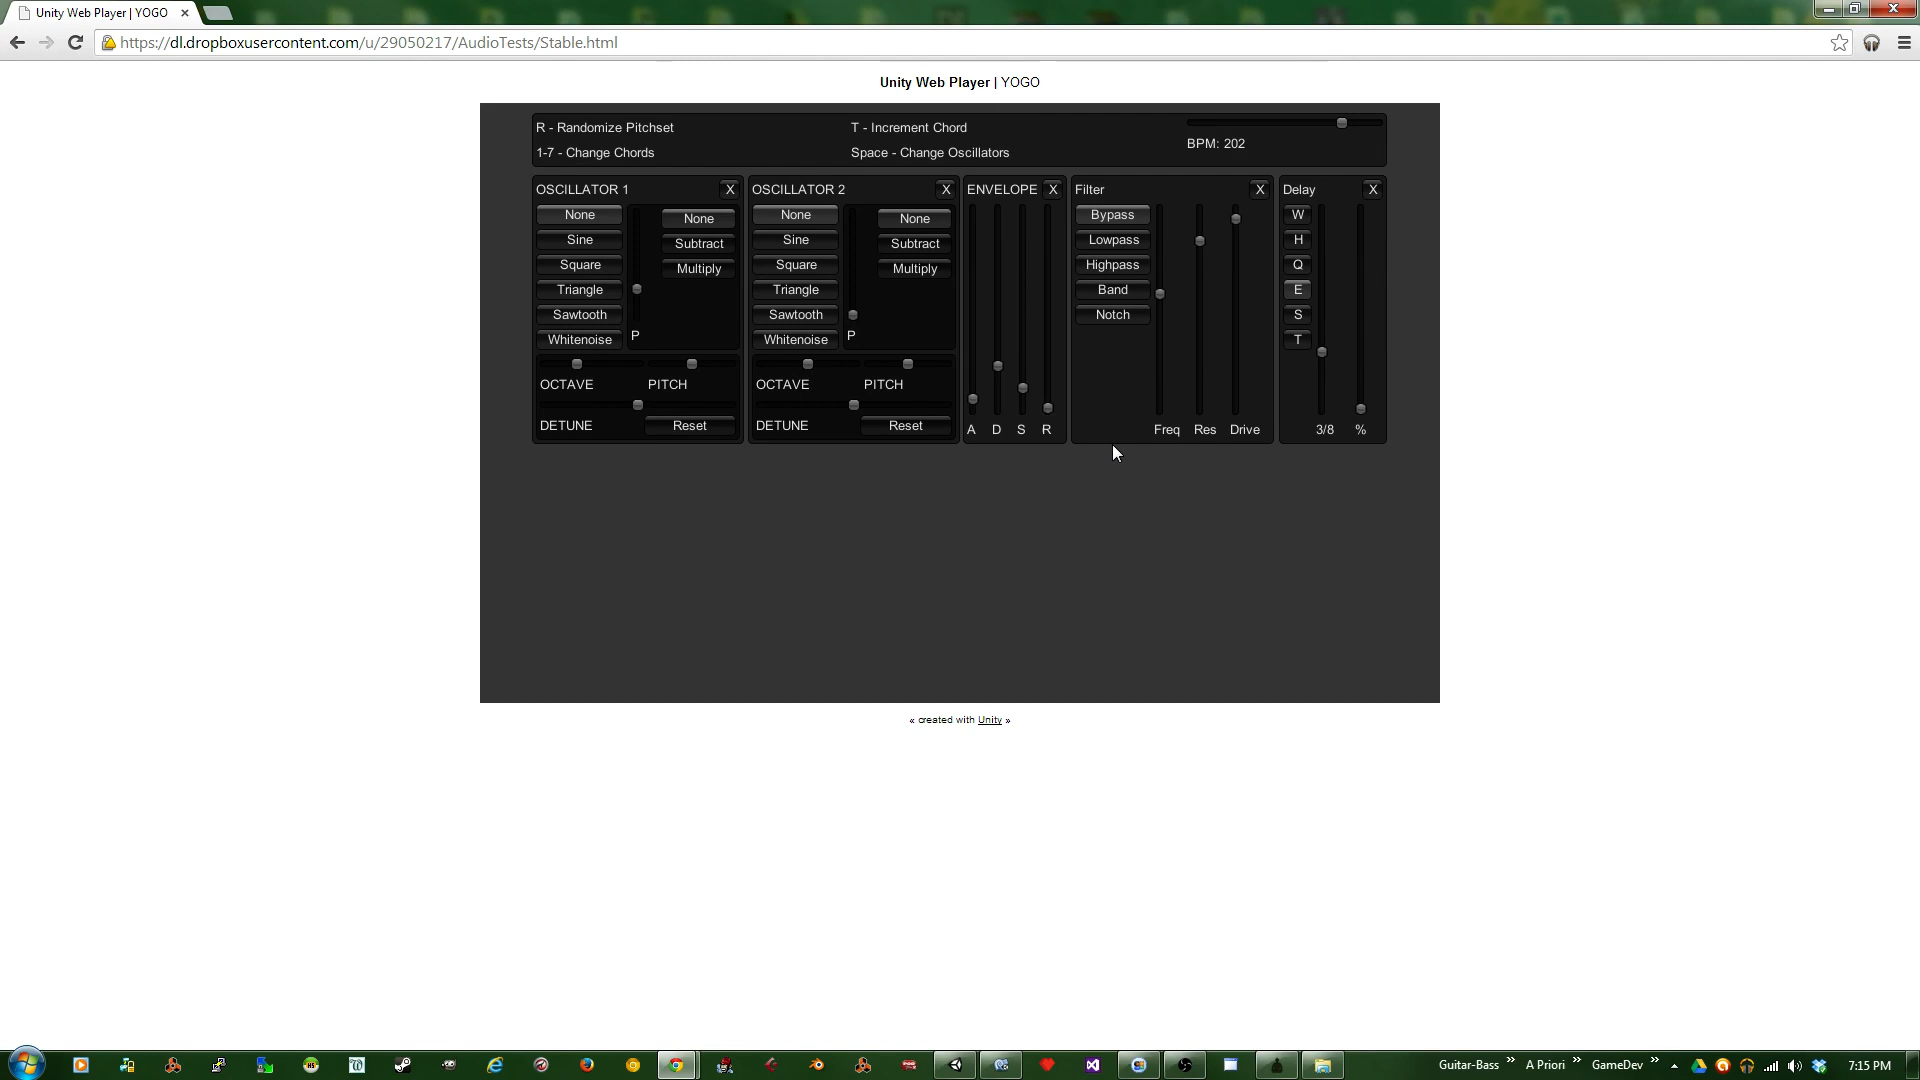 Unity Web Player | YOGO
https://dl.dropboxusercontent.com/u/29050217/AudioTests/Stable.html
Unity Web Player | YOGO
R - Randomize Pitchset
T - Increment Chord
BPM: 202
1-7 - Change Chords
Space - Change Oscillators
OSCILLATOR 1
X
None
Sine
Square
Triangle
Sawtooth
Whitenoise
None
Subtract
Multiply
P
OCTAVE
PITCH
DETUNE
Reset
OSCILLATOR 2
X
None
Sine
Square
Triangle
Sawtooth
Whitenoise
None
Subtract
Multiply
P
OCTAVE
PITCH
DETUNE
Reset
ENVELOPE
X
A D S R
Filter
X
Bypass
Lowpass
Highpass
Band
Notch
Freq Res Drive
Delay
X
W
H
Q
E
S
T
3/8 %
« created with Unity »
Guitar-Bass
A Priori
GameDev
7:15 PM